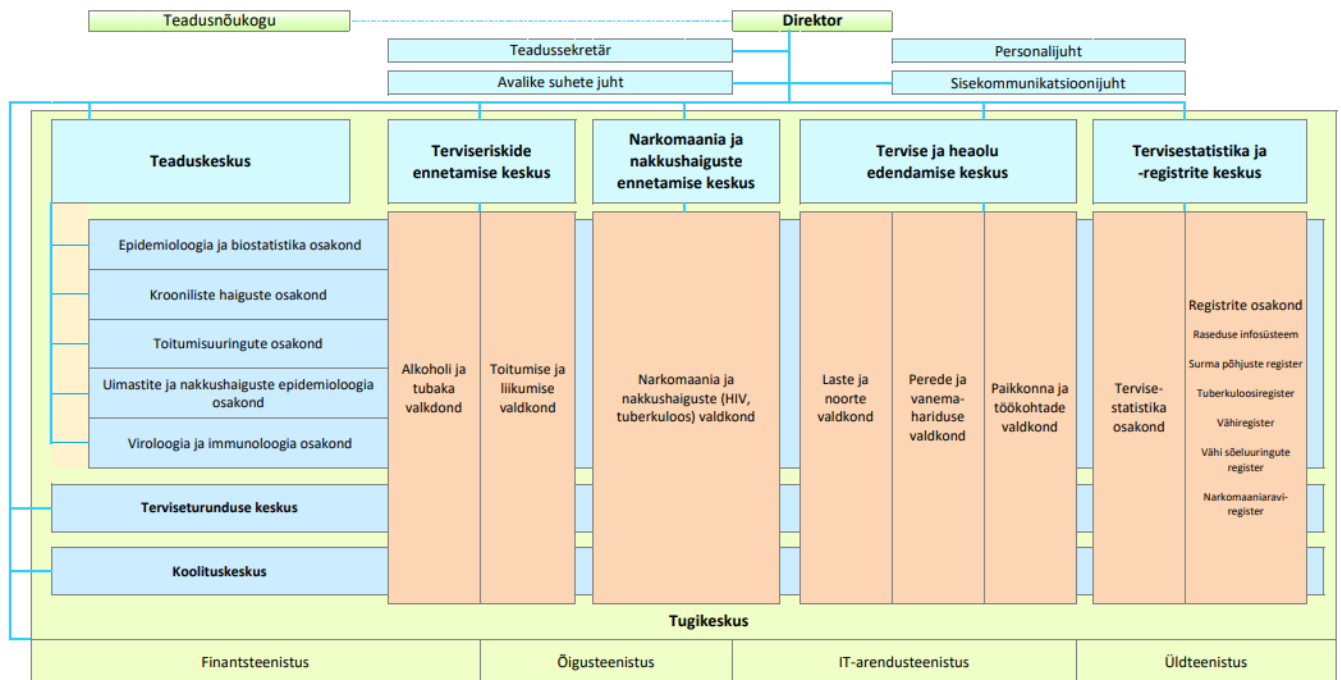 Teadusnõukogu
Direktor
Teadussekretär
Personalijuht
Avalike suhete juht
Sisekommunikatsioonijuht
Teaduskeskus
Terviseriskide
ennetamise keskus
Narkomaania ja
nakkushaiguste
ennetamise keskus
Tervise ja heaolu
edendamise keskus
Tervisestatistika ja
-registrite keskus
Epidemioloogia ja biostatistika osakond
Krooniliste haiguste osakond
Toitumisuuringute osakond
Uimastite ja nakkushaiguste epidemioloogia
osakond
Viroloogia ja immunoloogia osakond
Alkoholi ja
tubaka
valkdond
Toitumise ja
liikumise
valdkond
Narkomaania ja
nakkushaiguste (HIV,
tuberkuloos) valdkond
Laste ja
noorte
valdkond
Perede ja
vanema-
hariduse
valdkond
Paikkonna ja
töökohtade
valdkond
Tervise-
statistika
osakond
Registrite osakond
Raseduse infosüsteem
Surma põhjuste register
Tuberkuloosiregister
Vähiregister
Vähi sõeluuringute
register
Narkomaaniaravi-
register
Terviseturunduse keskus
Koolituskeskus
Tugikeskus
Finantsteenistus
Õigusteenistus
IT-arendusteenistus
Üldteenistus